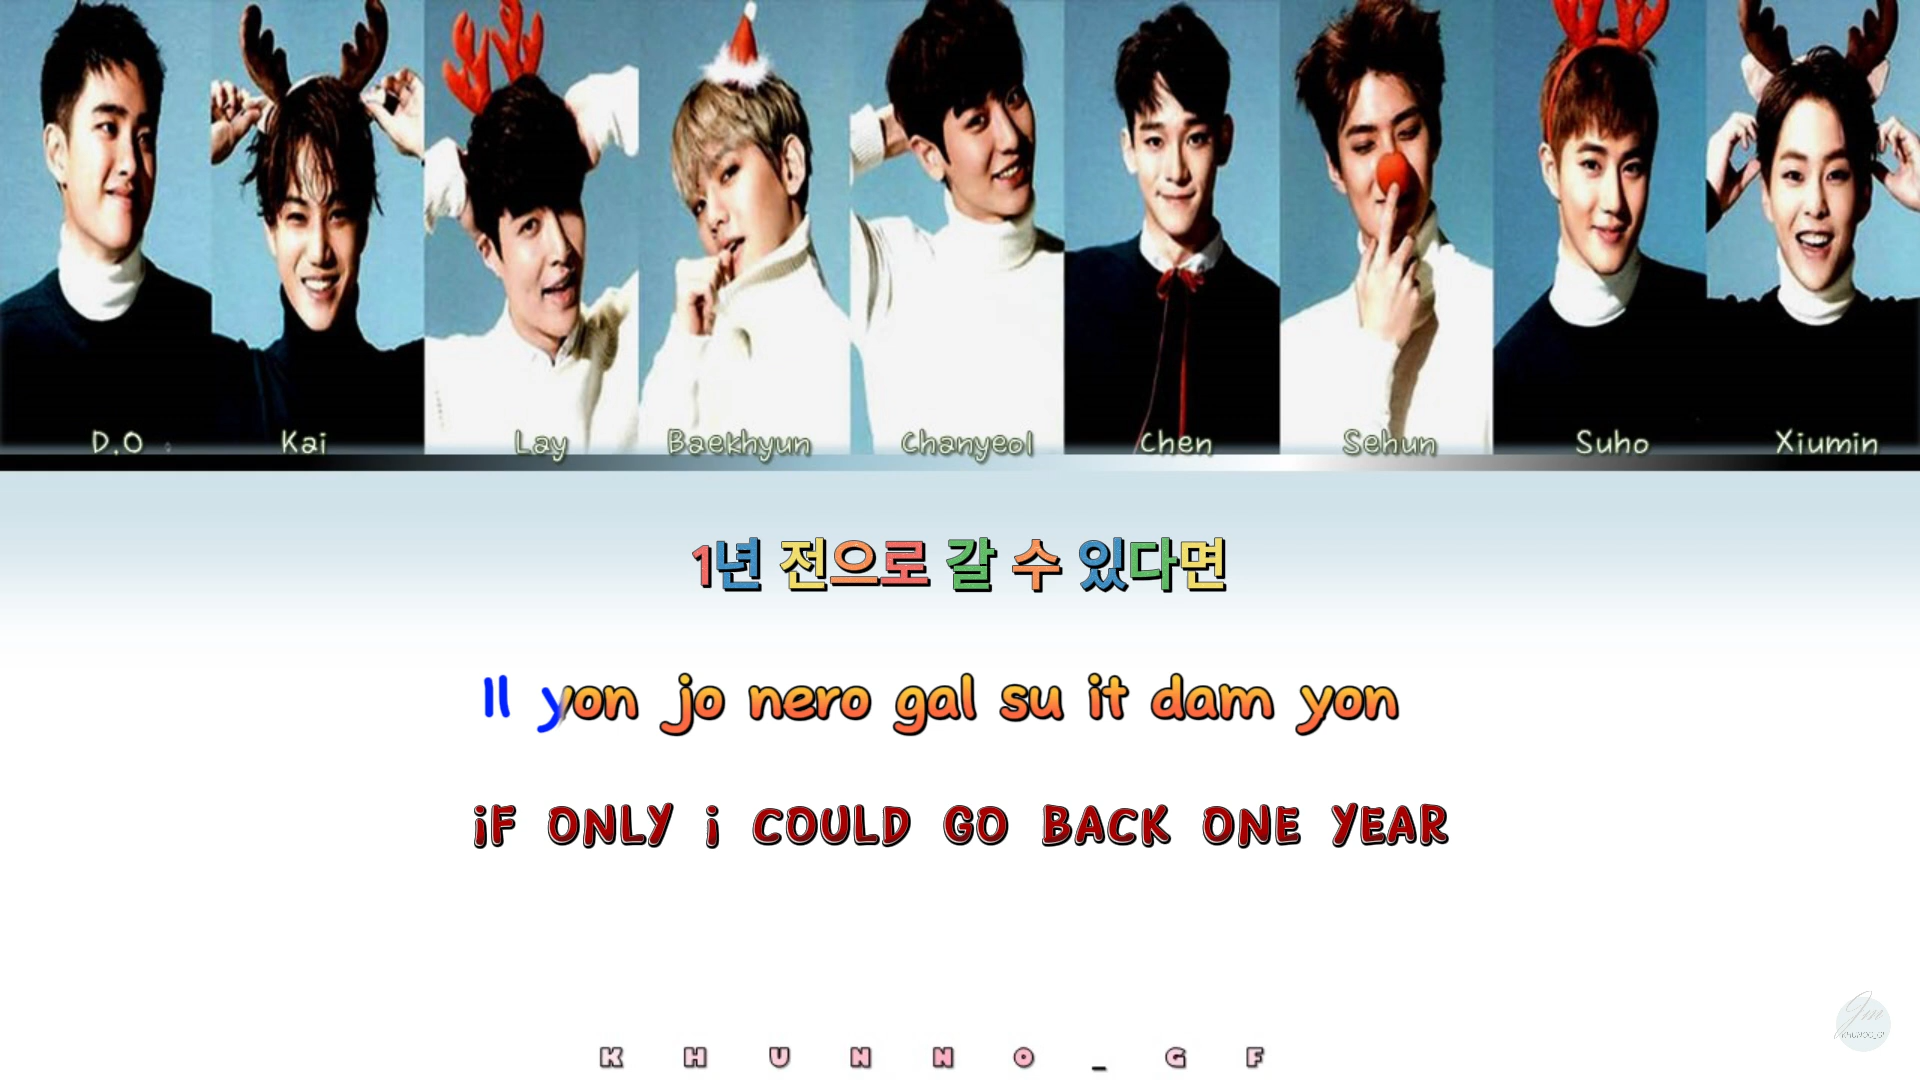 D.O Kai Lay Baekhyun Chanyeol Chen Sehun Suho Xiumin
1년 전으로 갈 수 있다면
Il yon jo nero gal su it dam yon
iF ONLY i COULD GO BACK ONE YEAR
K H U N N O _ G F